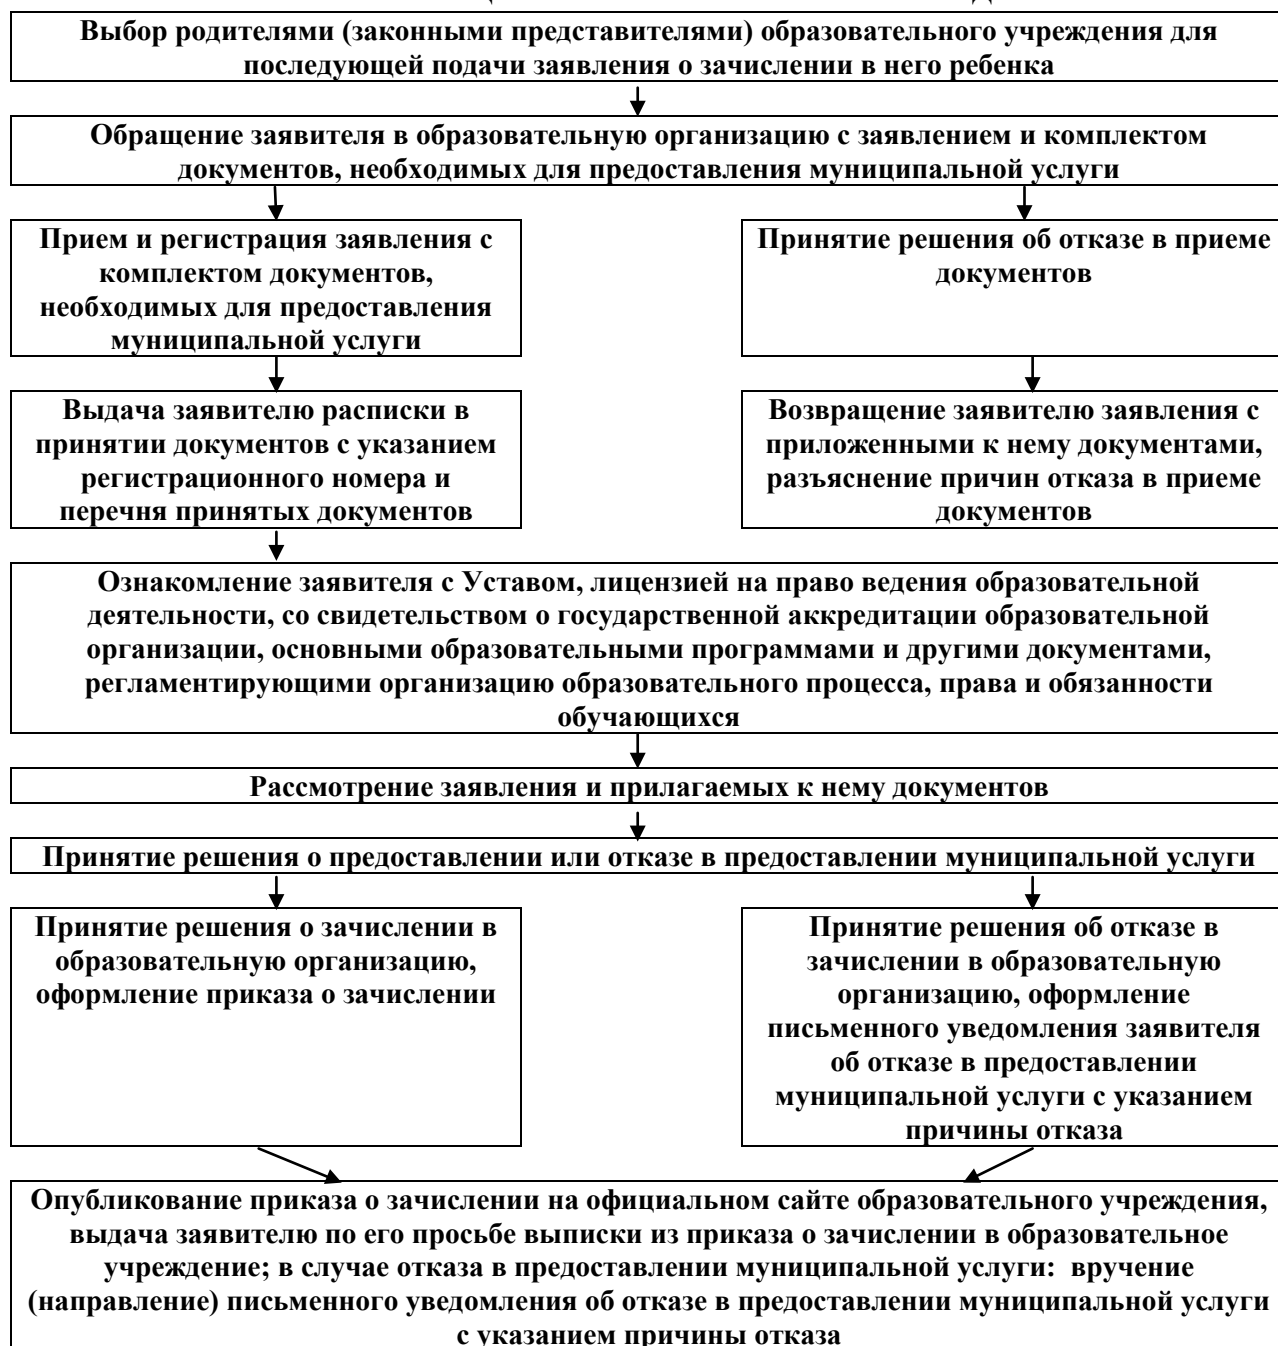 Выбор родителями (законными представителями) образовательного учреждения для
последующей подачи заявления о зачислении в него ребенка
Обращение заявителя в образовательную организацию с заявлением и комплектом
документов, необходимых для предоставления муниципальной услуги
Прием и регистрация заявления с
комплектом документов,
необходимых для предоставления
муниципальной услуги
Принятие решения об отказе в приеме
документов
Выдача заявителю расписки в
принятии документов с указанием
регистрационного номера и
перечня принятых документов
Возвращение заявителю заявления с
приложенными к нему документами,
разъяснение причин отказа в приеме
документов
Ознакомление заявителя с Уставом, лицензией на право ведения образовательной
деятельности, со свидетельством о государственной аккредитации образовательной
организации, основными образовательными программами и другими документами,
регламентирующими организацию образовательного процесса, права и обязанности
обучающихся
Рассмотрение заявления и прилагаемых к нему документов
Принятие решения о предоставлении или отказе в предоставлении муниципальной услуги
Принятие решения о зачислении в
образовательную организацию,
оформление приказа о зачислении
Принятие решения об отказе в
зачислении в образовательную
организацию, оформление
письменного уведомления заявителя
об отказе в предоставлении
муниципальной услуги с указанием
причины отказа
Опубликование приказа о зачислении на официальном сайте образовательного учреждения,
выдача заявителю по его просьбе выписки из приказа о зачислении в образовательное
учреждение; в случае отказа в предоставлении муниципальной услуги: вручение
(направление) письменного уведомления об отказе в предоставлении муниципальной услуги
с указанием причины отказа